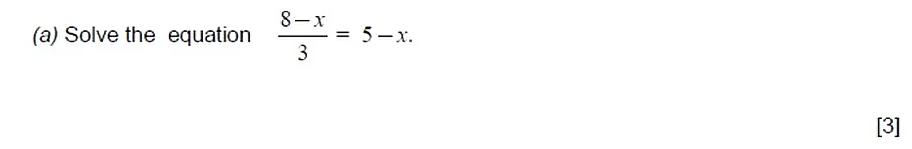 (a) Solve the equation (8 − x)/3 = 5 − x.
[3]